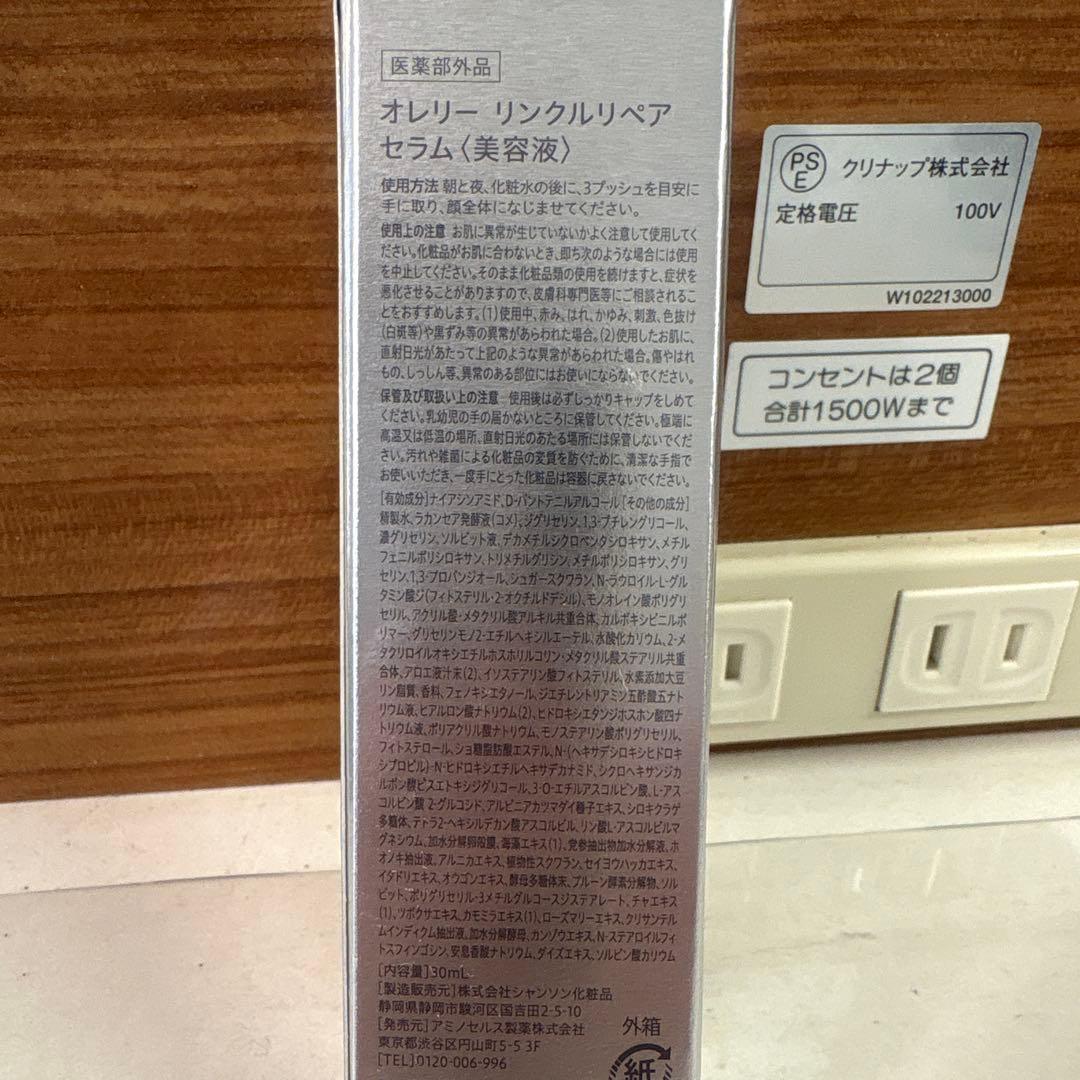 医薬部外品
オレリー リンクルリペア
セラム〈美容液〉
使用方法 朝と夜、化粧水の後に、3プッシュを目安に
手に取り、顔全体になじませてください。
使用上の注意 お肌に異常が生じていないかよく注意して使用してく
ださい。化粧品がお肌に合わないとき、即ち次のような場合には使用
を中止してください。そのまま化粧品類の使用を続けますと、症状を
悪化させることがありますので、皮膚科専門医等にご相談されるこ
とをおすすめします。(1)使用中、赤み、はれ、かゆみ、刺激、色抜け
(白斑等)や黒ずみ等の異常があらわれた場合。(2)使用したお肌に、
直射日光があたって上記のような異常があらわれた場合。傷やはれ
もの、しっしん等、異常のある部位にはお使いにならないでください。
保管及び取扱い上の注意 使用後は必ずしっかりキャップをしめて
ください。乳幼児の手の届かないところに保管してください。極端に
高温又は低温の場所、直射日光のあたる場所には保管しないでくだ
さい。汚れや雑菌による化粧品の変質を防ぐために、清潔な手指で
お使いいただき、一度手にとった化粧品は容器に戻さないでください。
[有効成分]ナイアシンアミド、D-パントテニルアルコール[その他の成分]
精製水、ラカンセア発酵液(コメ)、ジグリセリン、1,3-ブチレングリコール、
濃グリセリン、ソルビット液、デカメチルシクロペンタシロキサン、メチル
フェニルポリシロキサン、トリメチルグリシン、メチルポリシロキサン、グリ
セリン、1,3-プロパンジオール、シュガースクワラン、N-ラウロイル-L-グル
タミン酸ジ(フィトステリル・2-オクチルドデシル)、モノオレイン酸ポリグリ
セリル、アクリル酸・メタクリル酸アルキル共重合体、カルボキシビニルポ
リマー、グリセリンモノ2-エチルヘキシルエーテル、水酸化カリウム、2-メ
タクリロイルオキシエチルホスホリルコリン・メタクリル酸ステアリル共重
合体、アロエ液汁末(2)、イソステアリン酸フィトステリル、水素添加大豆
リン脂質、香料、フェノキシエタノール、ジエチレントリアミン五酢酸五ナト
リウム液、ヒアルロン酸ナトリウム(2)、ヒドロキシエタンジホスホン酸四ナ
トリウム液、ポリアクリル酸ナトリウム、モノステアリン酸ポリグリセリル、
フィトステロール、ショ糖脂肪酸エステル、N-(ヘキサデシロキシヒドロキ
シプロピル)-N-ヒドロキシエチルヘキサデカナミド、シクロヘキサンジカ
ルボン酸ビスエトキシジグリコール、3-O-エチルアスコルビン酸、L-アス
コルビン酸 2-グルコシド、アルピニアカツマダイ種子エキス、シロキクラゲ
多糖体、テトラ2-ヘキシルデカン酸アスコルビル、リン酸L-アスコルビルマ
グネシウム、加水分解卵殻膜、海藻エキス(1)、党参抽出物加水分解液、ホ
オノキ抽出液、アルニカエキス、植物性スクワラン、セイヨウハッカエキス、
イタドリエキス、オウゴンエキス、酵母多糖体末、プルーン酵素分解物、ソル
ビット、ポリグリセリル-3メチルグルコースジステアレート、チャエキス
(1)、ツボクサエキス、カモミラエキス(1)、ローズマリーエキス、クリサンテル
ムインディクム抽出液、加水分解酵母、カンゾウエキス、N-ステアロイルフィ
トスフィンゴシン、安息香酸ナトリウム、ダイズエキス、ソルビン酸カリウム
[内容量]30mL
[製造販売元]株式会社シャンソン化粧品
静岡県静岡市駿河区国吉田2-5-10
[発売元]アミノセルス製薬株式会社
東京都渋谷区円山町5-5 3F
[TEL]0120-006-996
外箱
紙
PSE クリナップ株式会社
定格電圧 100V
W102213000
コンセントは2個
合計1500Wまで